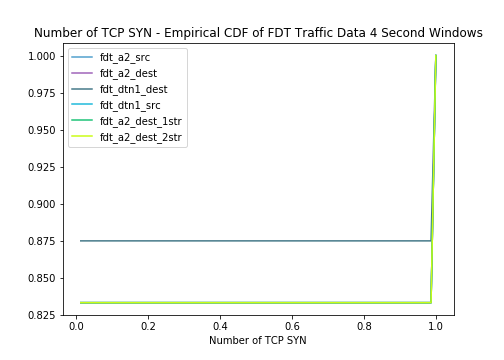 Number of TCP SYN - Empirical CDF of FDT Traffic Data 4 Second Windows
fdt_a2_src
fdt_a2_dest
fdt_dtn1_dest
fdt_dtn1_src
fdt_a2_dest_1str
fdt_a2_dest_2str
1.000
0.975
0.950
0.925
0.900
0.875
0.850
0.825
0.0 0.2 0.4 0.6 0.8 1.0
Number of TCP SYN